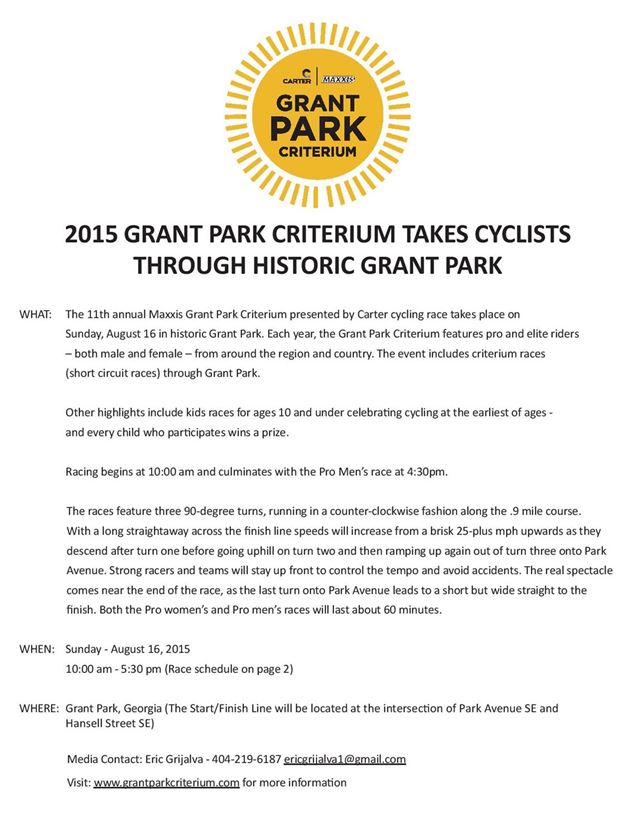 CARTER MAXXIS
GRANT
PARK
CRITERIUM
2015 GRANT PARK CRITERIUM TAKES CYCLISTS
THROUGH HISTORIC GRANT PARK
WHAT: The 11th annual Maxxis Grant Park Criterium presented by Carter cycling race takes place on
Sunday, August 16 in historic Grant Park. Each year, the Grant Park Criterium features pro and elite riders
– both male and female – from around the region and country. The event includes criterium races
(short circuit races) through Grant Park.
Other highlights include kids races for ages 10 and under celebrating cycling at the earliest of ages -
and every child who participates wins a prize.
Racing begins at 10:00 am and culminates with the Pro Men's race at 4:30pm.
The races feature three 90-degree turns, running in a counter-clockwise fashion along the .9 mile course.
With a long straightaway across the finish line speeds will increase from a brisk 25-plus mph upwards as they
descend after turn one before going uphill on turn two and then ramping up again out of turn three onto Park
Avenue. Strong racers and teams will stay up front to control the tempo and avoid accidents. The real spectacle
comes near the end of the race, as the last turn onto Park Avenue leads to a short but wide straight to the
finish. Both the Pro women's and Pro men's races will last about 60 minutes.
WHEN: Sunday - August 16, 2015
10:00 am - 5:30 pm (Race schedule on page 2)
WHERE: Grant Park, Georgia (The Start/Finish Line will be located at the intersection of Park Avenue SE and
Hansell Street SE)
Media Contact: Eric Grijalva - 404-219-6187 ericgrijalva1@gmail.com
Visit: www.grantparkcriterium.com for more information